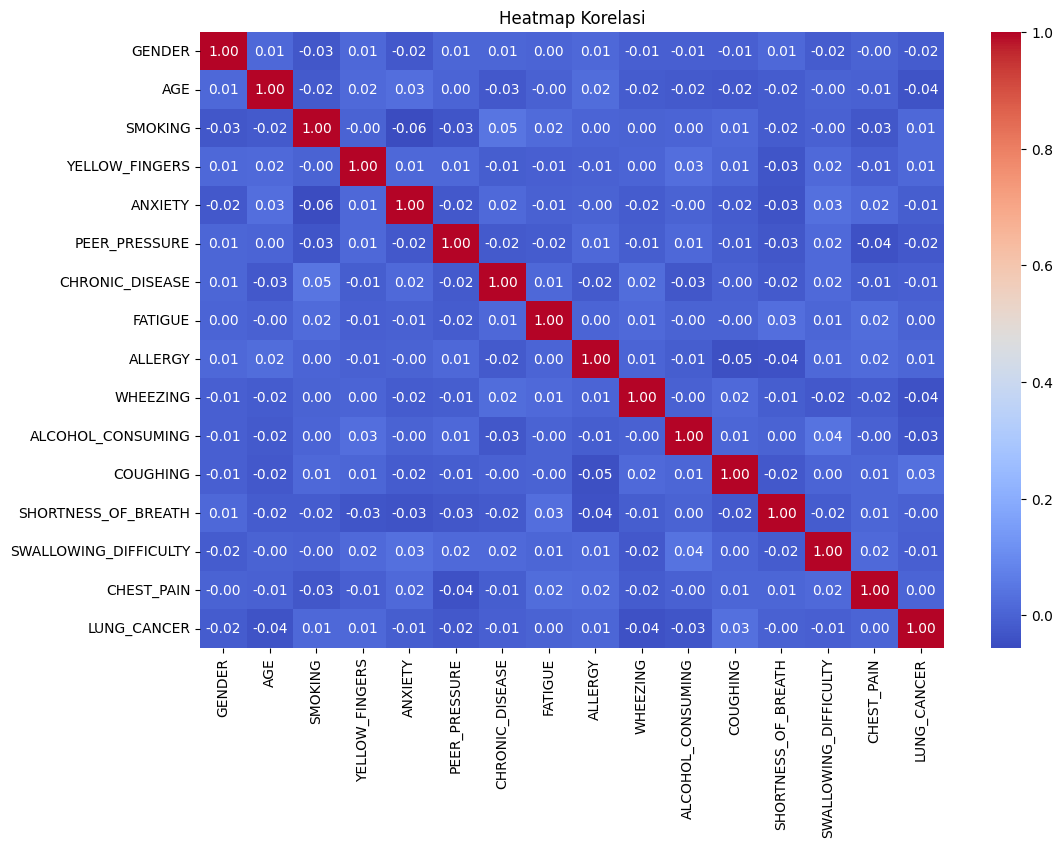 Heatmap Korelasi
GENDER 1.00 0.01 -0.03 0.01 -0.02 0.01 0.01 0.00 0.01 -0.01 -0.01 -0.01 0.01 -0.02 -0.00 -0.02
AGE 0.01 1.00 -0.02 0.02 0.03 0.00 -0.03 -0.00 0.02 -0.02 -0.02 -0.02 -0.02 -0.00 -0.01 -0.04
SMOKING -0.03 -0.02 1.00 -0.00 -0.06 -0.03 0.05 0.02 0.00 0.00 0.00 0.01 -0.02 -0.00 -0.03 0.01
YELLOW_FINGERS 0.01 0.02 -0.00 1.00 0.01 0.01 -0.01 -0.01 -0.01 0.00 0.03 0.01 -0.03 0.02 -0.01 0.01
ANXIETY -0.02 0.03 -0.06 0.01 1.00 -0.02 0.02 -0.01 -0.00 -0.02 -0.00 -0.02 -0.03 0.03 0.02 -0.01
PEER_PRESSURE 0.01 0.00 -0.03 0.01 -0.02 1.00 -0.02 -0.02 0.01 -0.01 0.01 -0.01 -0.03 0.02 -0.04 -0.02
CHRONIC_DISEASE 0.01 -0.03 0.05 -0.01 0.02 -0.02 1.00 0.01 -0.02 0.02 -0.03 -0.00 -0.02 0.02 -0.01 -0.01
FATIGUE 0.00 -0.00 0.02 -0.01 -0.01 -0.02 0.01 1.00 0.00 0.01 -0.00 -0.00 0.03 0.01 0.02 0.00
ALLERGY 0.01 0.02 0.00 -0.01 -0.00 0.01 -0.02 0.00 1.00 0.01 -0.01 -0.05 -0.04 0.01 0.02 0.01
WHEEZING -0.01 -0.02 0.00 0.00 -0.02 -0.01 0.02 0.01 0.01 1.00 -0.00 0.02 -0.01 -0.02 -0.02 -0.04
ALCOHOL_CONSUMING -0.01 -0.02 0.00 0.03 -0.00 0.01 -0.03 -0.00 -0.01 -0.00 1.00 0.01 0.00 0.04 -0.00 -0.03
COUGHING -0.01 -0.02 0.01 0.01 -0.02 -0.01 -0.00 -0.00 -0.05 0.02 0.01 1.00 -0.02 0.00 0.01 0.03
SHORTNESS_OF_BREATH 0.01 -0.02 -0.02 -0.03 -0.03 -0.03 -0.02 0.03 -0.04 -0.01 0.00 -0.02 1.00 -0.02 0.01 -0.00
SWALLOWING_DIFFICULTY -0.02 -0.00 -0.00 0.02 0.03 0.02 0.02 0.01 0.01 -0.02 0.04 0.00 -0.02 1.00 0.02 -0.01
CHEST_PAIN -0.00 -0.01 -0.03 -0.01 0.02 -0.04 -0.01 0.02 0.02 -0.02 -0.00 0.01 0.01 0.02 1.00 0.00
LUNG_CANCER -0.02 -0.04 0.01 0.01 -0.01 -0.02 -0.01 0.00 0.01 -0.04 -0.03 0.03 -0.00 -0.01 0.00 1.00
GENDER
AGE
SMOKING
YELLOW_FINGERS
ANXIETY
PEER_PRESSURE
CHRONIC_DISEASE
FATIGUE
ALLERGY
WHEEZING
ALCOHOL_CONSUMING
COUGHING
SHORTNESS_OF_BREATH
SWALLOWING_DIFFICULTY
CHEST_PAIN
LUNG_CANCER
1.0
0.8
0.6
0.4
0.2
0.0